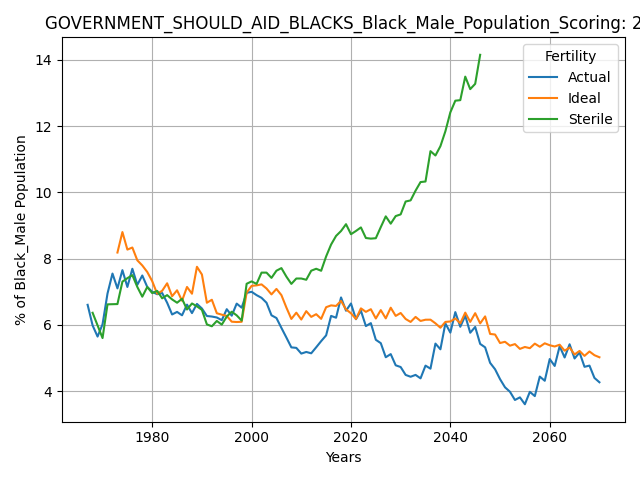 GOVERNMENT_SHOULD_AID_BLACKS_Black_Male_Population_Scoring: 2
% of Black_Male Population
14
12
10
8
6
4
Fertility
Actual
Ideal
Sterile
1980
2000
2020
2040
2060
Years